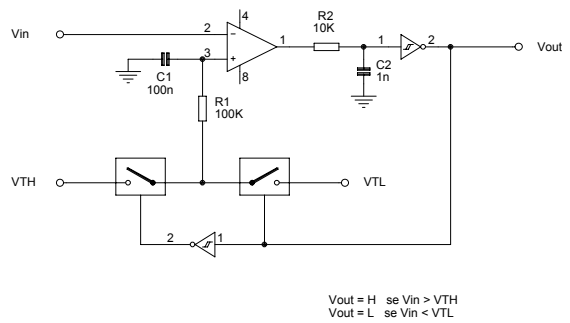 4
R2
10K
Vin
2
−
1
1
2
Vout
3
+
C1
100n
8
C2
1n
R1
100K
VTH
VTL
2
1
Vout = H se Vin > VTH
Vout = L se Vin < VTL